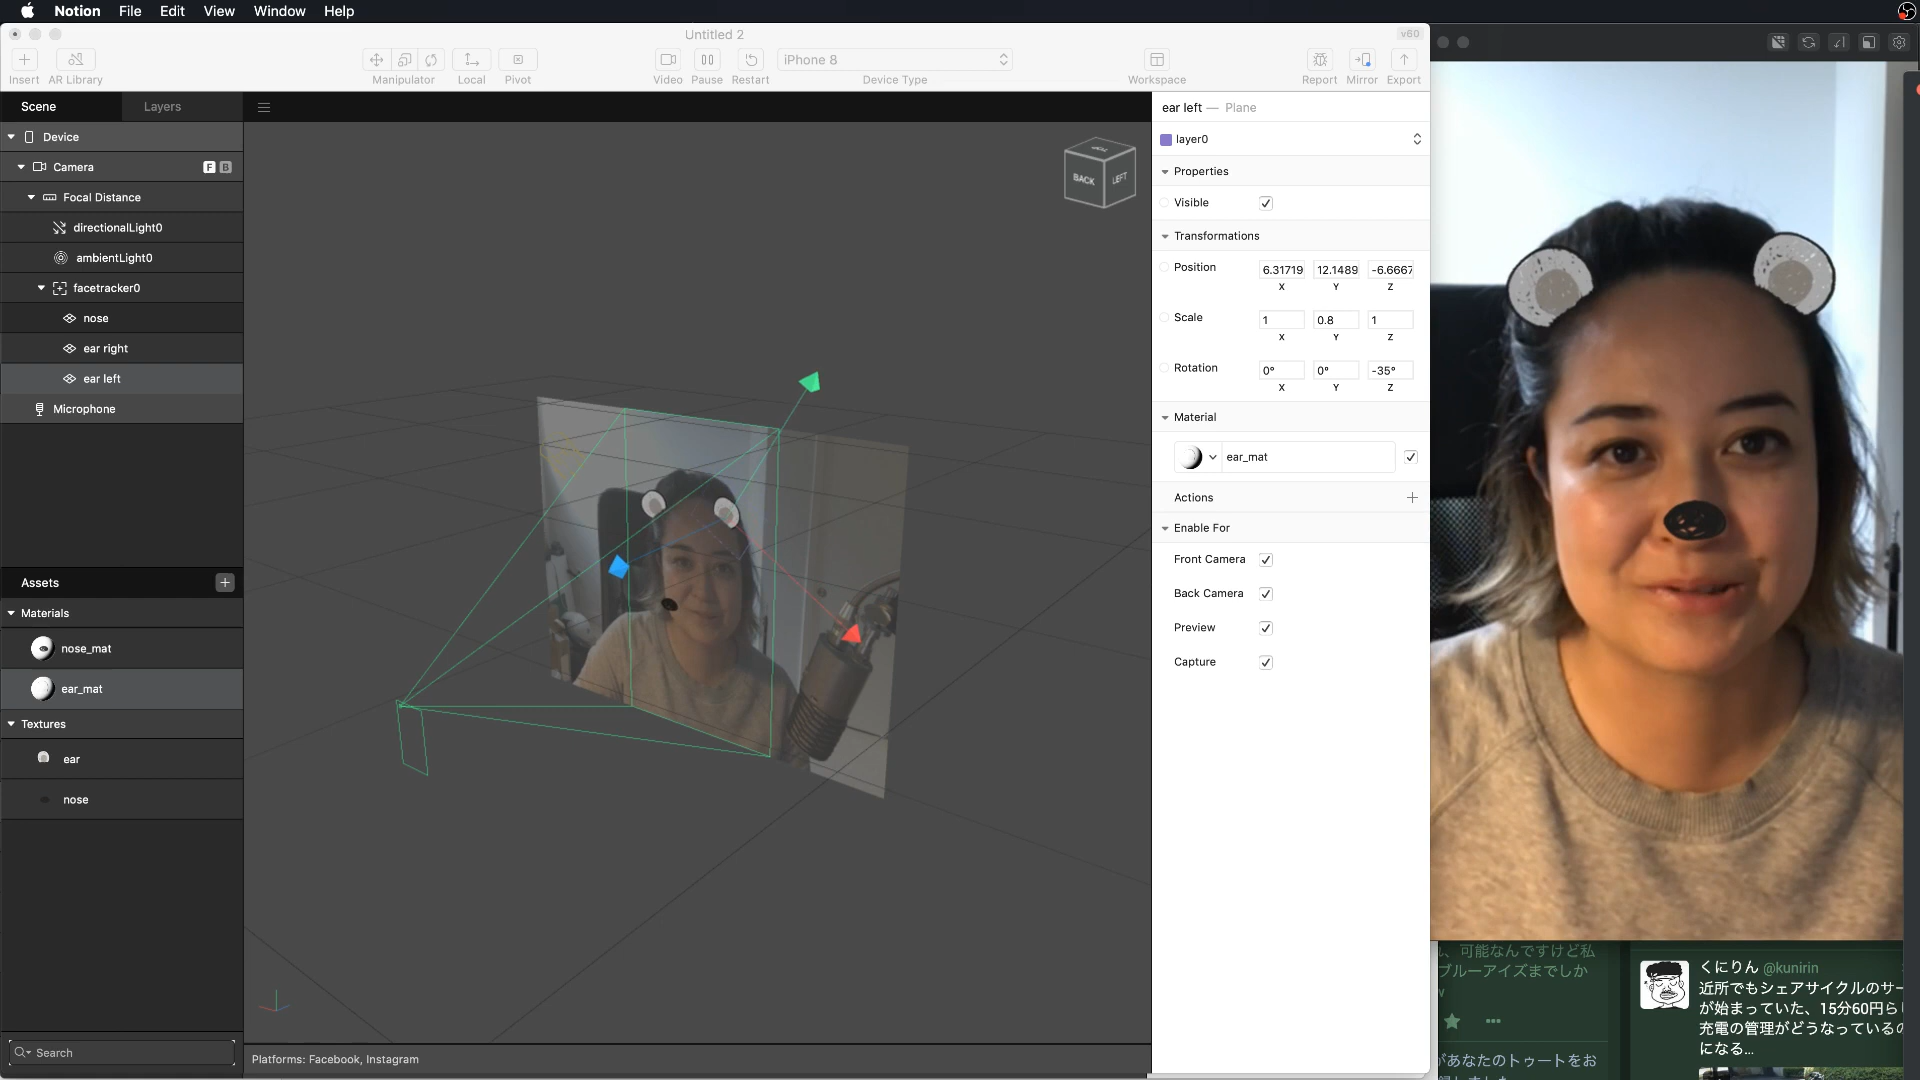 Notion File Edit View Window Help
Untitled 2
v60
Insert
AR Library
Manipulator
Local
Pivot
Video
Pause
Restart
iPhone 8
Device Type
Workspace
Report
Mirror
Export
Scene
Layers
Device
Camera
F B
Focal Distance
directionalLight0
ambientLight0
facetracker0
nose
ear right
ear left
Microphone
Assets
Materials
nose_mat
ear_mat
Textures
ear
nose
Search
BACK
LEFT
TOP
Platforms: Facebook, Instagram
ear left — Plane
layer0
Properties
Visible
Transformations
Position
6.31719 12.1489 -6.6667
X Y Z
Scale
1 0.8 1
X Y Z
Rotation
0° 0° -35°
X Y Z
Material
ear_mat
Actions
Enable For
Front Camera
Back Camera
Preview
Capture
、可能なんですけど私
ブルーアイズまでしか
w
があなたのトゥートをお
くにりん @kunirin
近所でもシェアサイクルのサー
が始まっていた、15分60円ら
充電の管理がどうなっているの
になる...